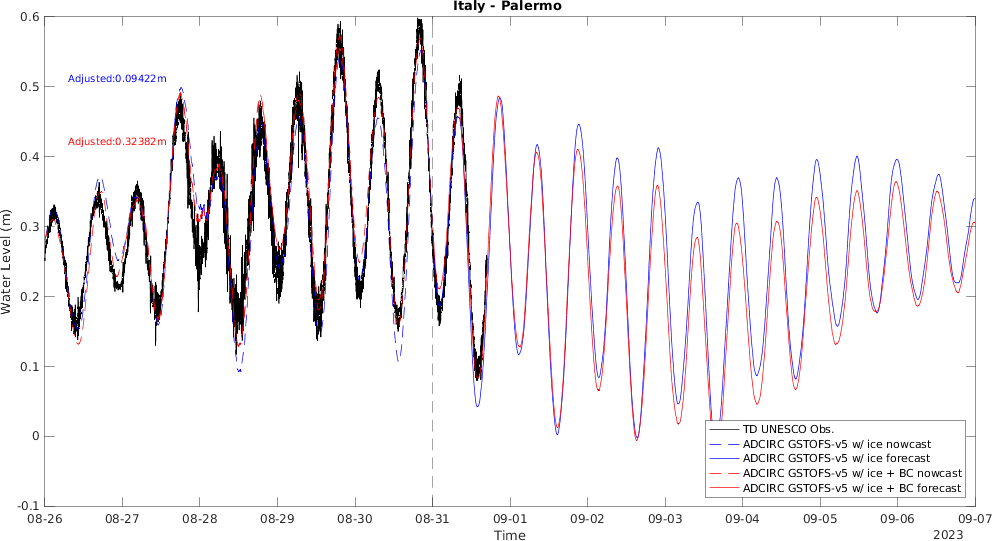 Italy - Palermo
0.6
0.5
0.4
0.3
0.2
0.1
0
-0.1
Water Level (m)
Adjusted:0.09422m
Adjusted:0.32382m
TD UNESCO Obs.
ADCIRC GSTOFS-v5 w/ ice nowcast
ADCIRC GSTOFS-v5 w/ ice forecast
ADCIRC GSTOFS-v5 w/ ice + BC nowcast
ADCIRC GSTOFS-v5 w/ ice + BC forecast
08-26 08-27 08-28 08-29 08-30 08-31 09-01 09-02 09-03 09-04 09-05 09-06 09-07
Time
2023